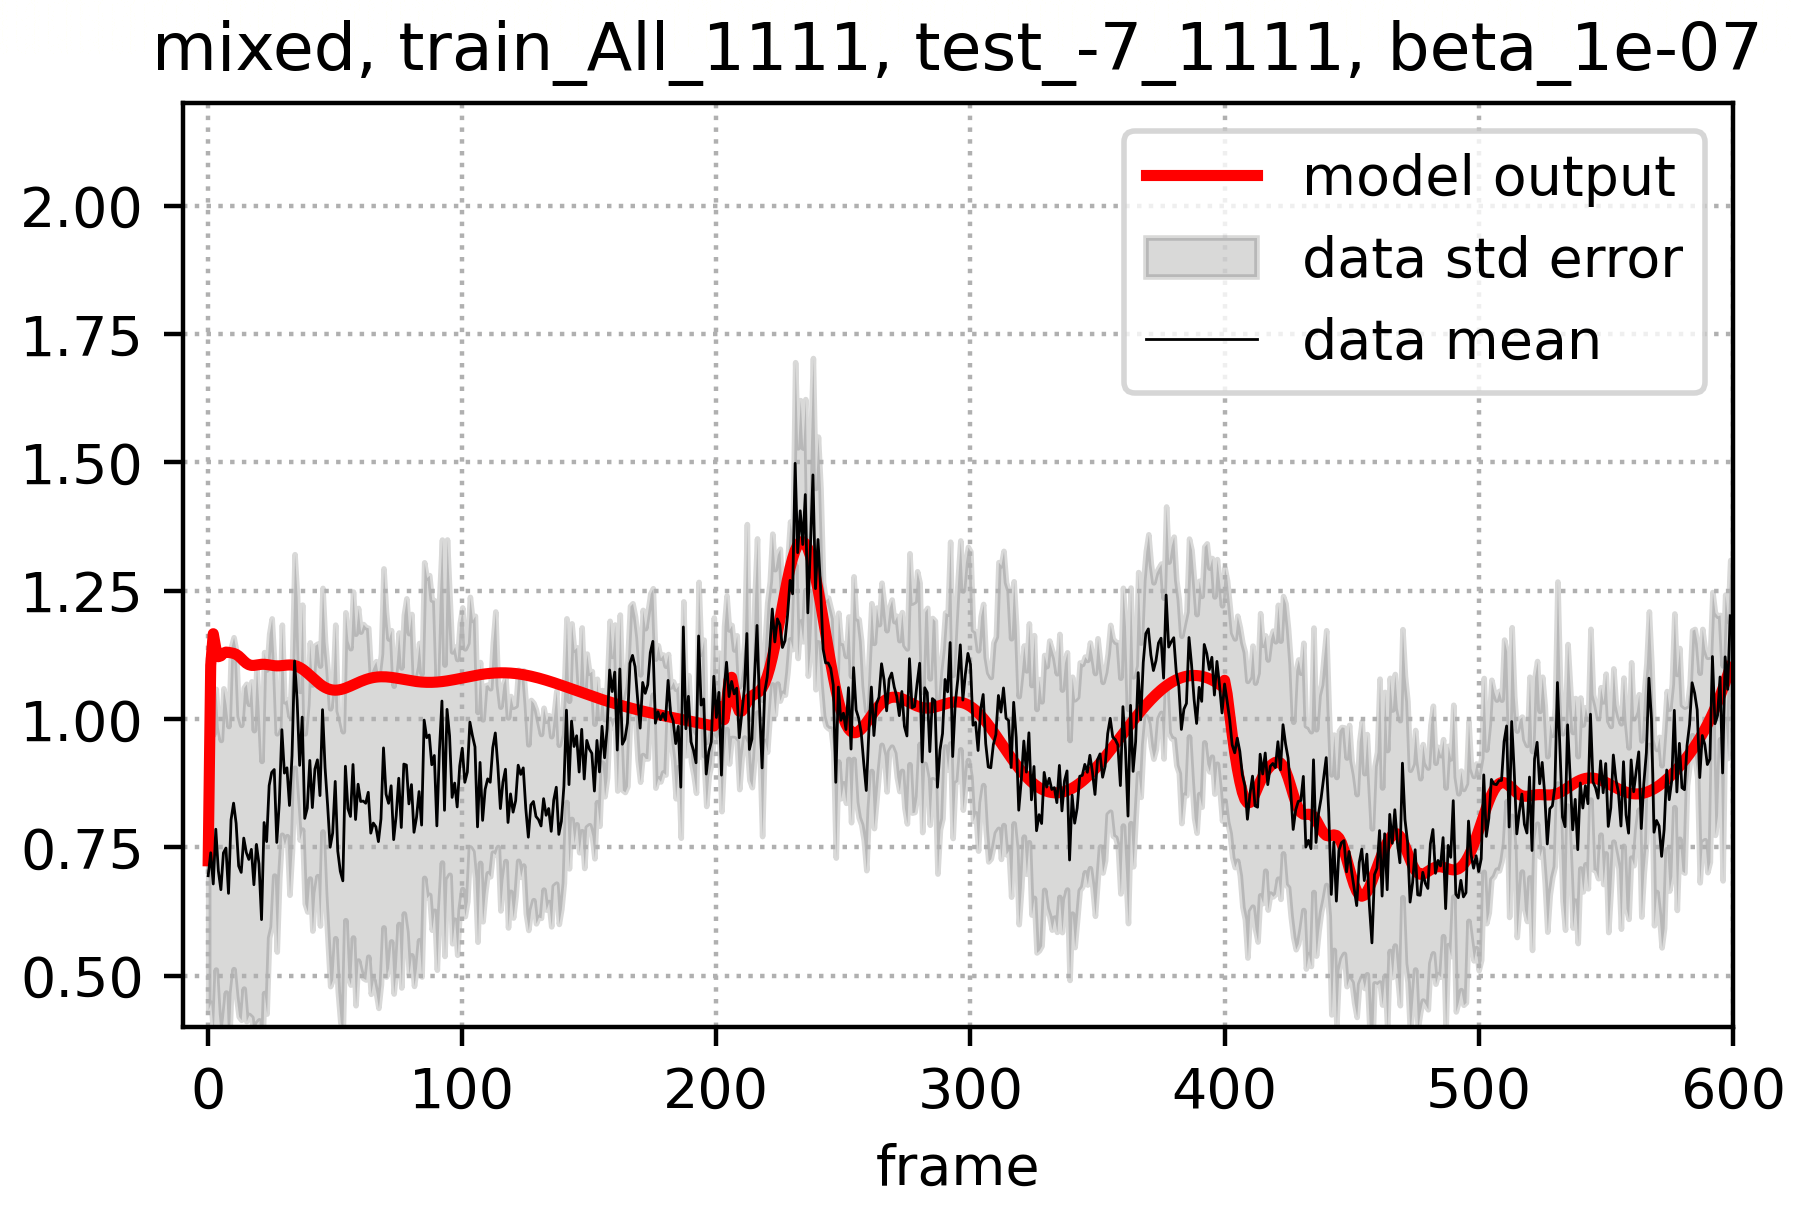 mixed, train_All_1111, test_-7_1111, beta_1e-07
model output
data std error
data mean
2.00
1.75
1.50
1.25
1.00
0.75
0.50
0 100 200 300 400 500 600
frame